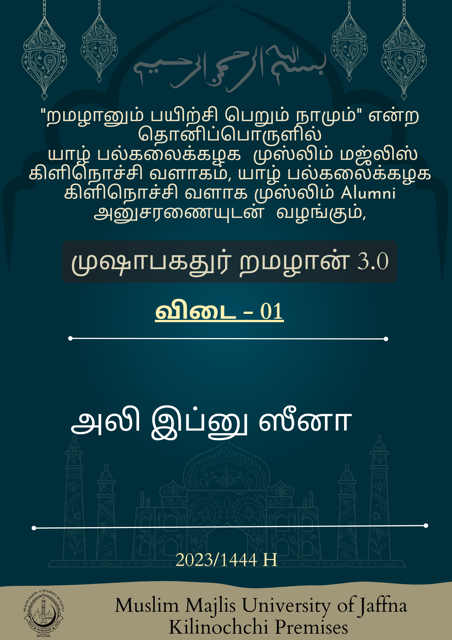 بسم الله الرحمن الرحيم
"றமழானும் பயிற்சி பெறும் நாமும்" என்ற
தொனிப்பொருளில்
யாழ் பல்கலைக்கழக முஸ்லிம் மஜ்லிஸ்
கிளிநொச்சி வளாகம், யாழ் பல்கலைக்கழக
கிளிநொச்சி வளாக முஸ்லிம் Alumni
அனுசரணையுடன் வழங்கும்,
முஷாபகதுர் றமழான் 3.0
விடை - 01
அலி இப்னு ஸீனா
2023/1444 H
Muslim Majlis University of Jaffna
Kilinochchi Premises